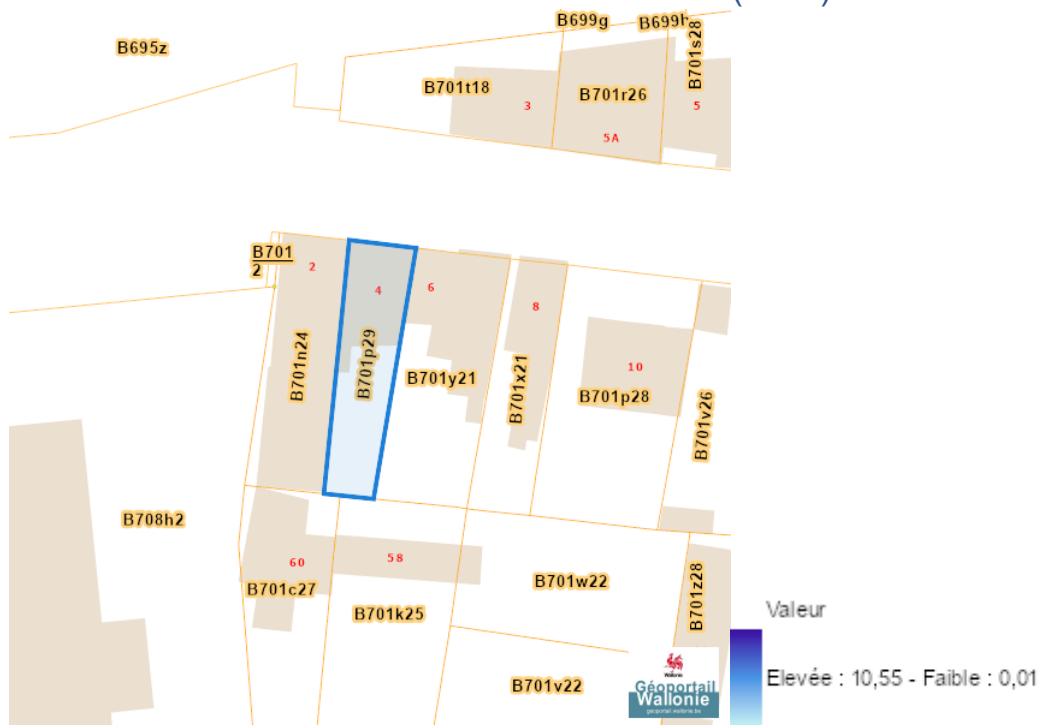 B699g
B699h
B695z
B701s28
B701t18
B701r26
3
5
5A
B701
2
2
4
6
8
B701n24
B701p29
B701y21
B701x21
10
B701p28
B701v26
B708h2
60
58
B701c27
B701k25
B701w22
B701z28
B701v22
Wallonie
Géoportail
Wallonie
geoportail.wallonie.be
Valeur
Elevée : 10,55 - Faible : 0,01